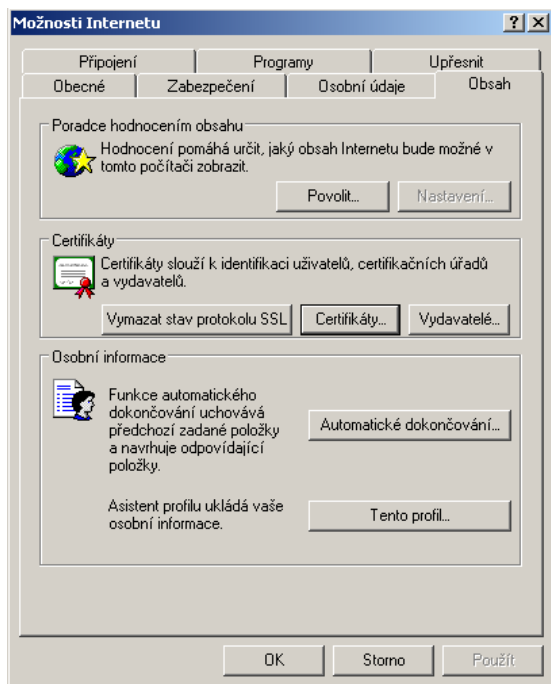 Možnosti Internetu
Připojení Programy Upřesnit
Obecné Zabezpečení Osobní údaje Obsah
Poradce hodnocením obsahu
Hodnocení pomáhá určit, jaký obsah Internetu bude možné v
tomto počítači zobrazit.
Povolit... Nastavení...
Certifikáty
Certifikáty slouží k identifikaci uživatelů, certifikačních úřadů
a vydavatelů.
Vymazat stav protokolu SSL Certifikáty... Vydavatelé...
Osobní informace
Funkce automatického
dokončování uchovává
předchozí zadané položky
a navrhuje odpovídající
položky.
Automatické dokončování...
Asistent profilu ukládá vaše
osobní informace.
Tento profil...
OK Storno Použít